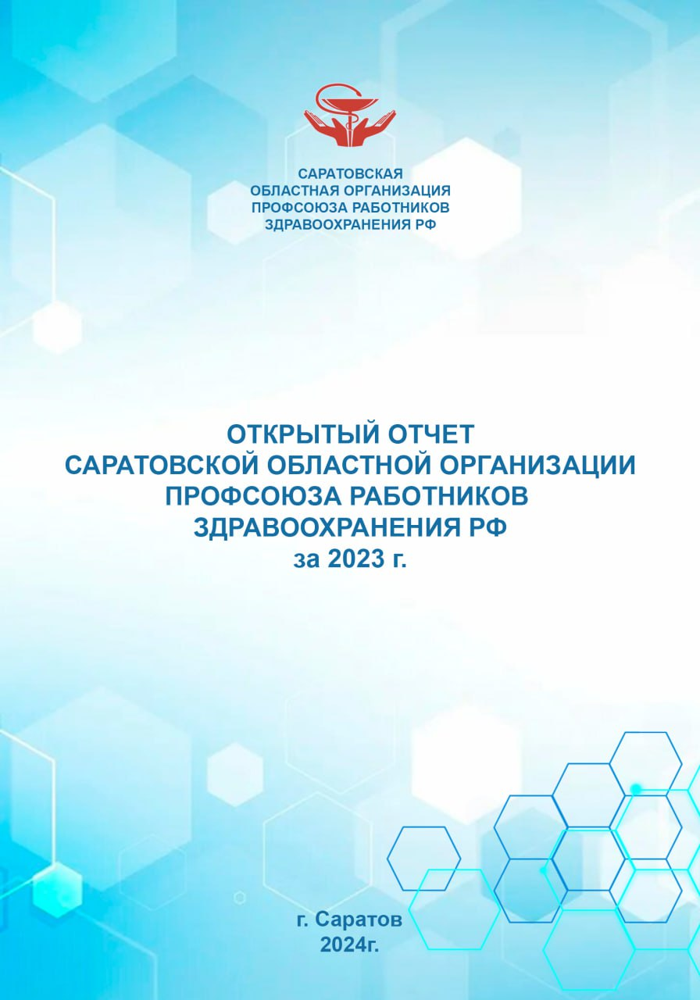 САРАТОВСКАЯ
ОБЛАСТНАЯ ОРГАНИЗАЦИЯ
ПРОФСОЮЗА РАБОТНИКОВ
ЗДРАВООХРАНЕНИЯ РФ
ОТКРЫТЫЙ ОТЧЕТ
САРАТОВСКОЙ ОБЛАСТНОЙ ОРГАНИЗАЦИИ
ПРОФСОЮЗА РАБОТНИКОВ
ЗДРАВООХРАНЕНИЯ РФ
за 2023 г.
г. Саратов
2024г.